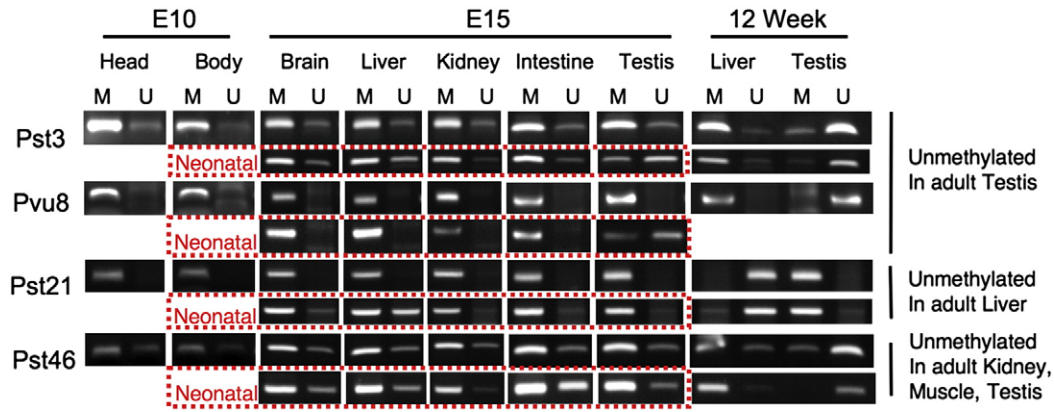 E10 E15 12 Week
Head Body Brain Liver Kidney Intestine Testis Liver Testis
M U M U M U M U M U M U M U M U M U
Pst3
Neonatal
Unmethylated
In adult Testis
Pvu8
Neonatal
Pst21
Neonatal
Unmethylated
In adult Liver
Pst46
Neonatal
Unmethylated
In adult Kidney,
Muscle, Testis